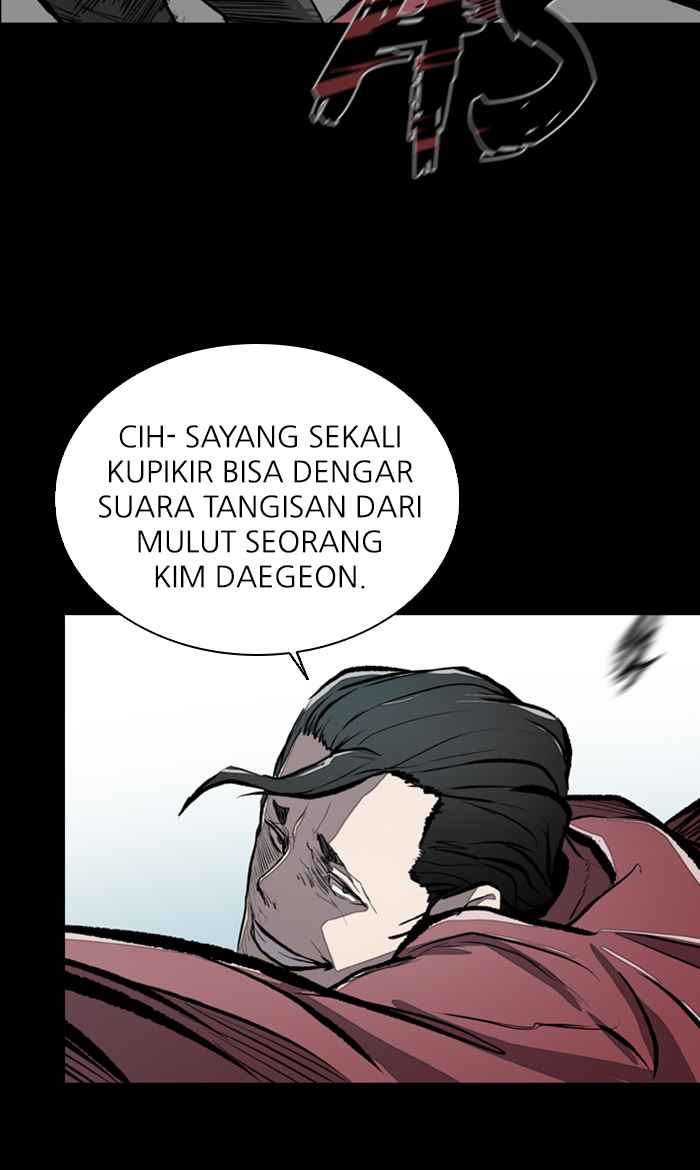 CIH- SAYANG SEKALI
KUPIKIR BISA DENGAR
SUARA TANGISAN DARI
MULUT SEORANG
KIM DAEGEON.